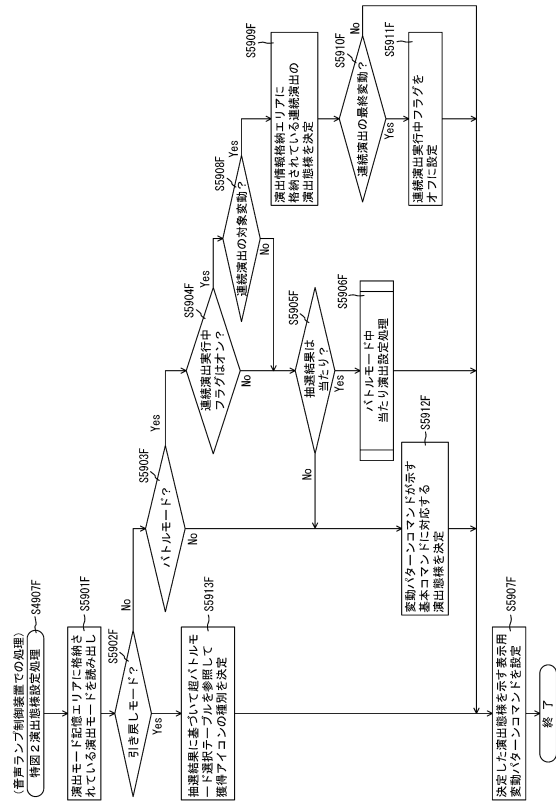 (音声ランプ制御装置での処理)
特図2演出態様設定処理
S4907F
演出モード記憶エリアに格納さ
れている演出モードを読み出し
S5901F
引き戻しモード?
S5902F
No
Yes
抽選結果に基づいて超バトルモ
ード選択テーブルを参照して
獲得アイコンの種別を決定
S5913F
バトルモード?
S5903F
Yes
No
連続演出実行中
フラグはオン?
S5904F
Yes
No
連続演出の対象変動?
S5908F
Yes
No
抽選結果は
当たり?
S5905F
No
Yes
バトルモード中
当たり演出設定処理
S5906F
変動パターンコマンドが示す
基本コマンドに対応する
演出態様を決定
S5912F
演出情報格納エリアに
格納されている連続演出の
演出態様を決定
S5909F
連続演出の最終変動?
S5910F
No
Yes
連続演出実行中フラグを
オフに設定
S5911F
決定した演出態様を示す表示用
変動パターンコマンドを設定
S5907F
終了